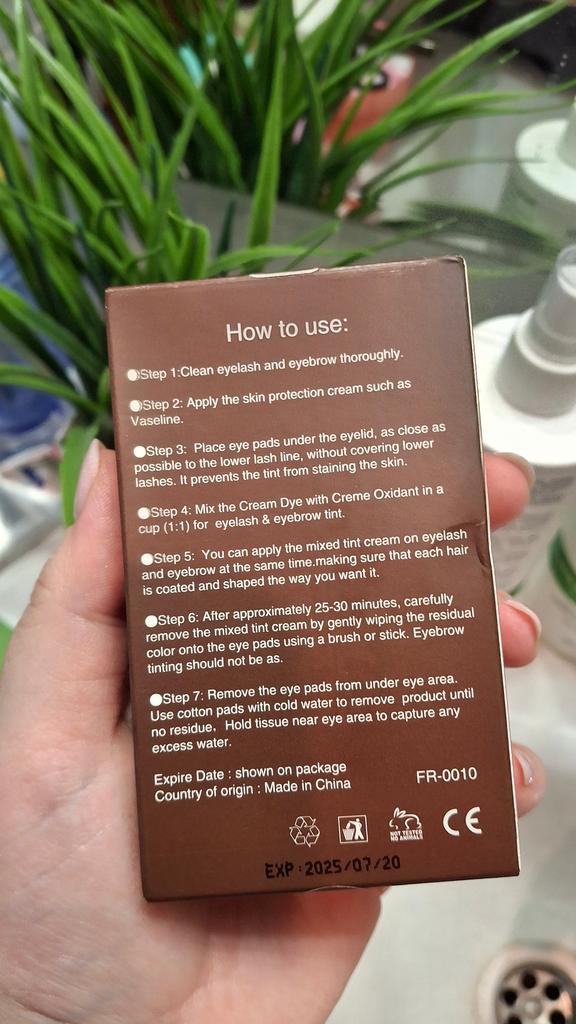 How to use:
Step 1:Clean eyelash and eyebrow thoroughly.
Step 2: Apply the skin protection cream such as
Vaseline.
Step 3: Place eye pads under the eyelid, as close as
possible to the lower lash line, without covering lower
lashes. It prevents the tint from staining the skin.
Step 4: Mix the Cream Dye with Creme Oxidant in a
cup (1:1) for eyelash & eyebrow tint.
Step 5: You can apply the mixed tint cream on eyelash
and eyebrow at the same time.making sure that each hair
is coated and shaped the way you want it.
Step 6: After approximately 25-30 minutes, carefully
remove the mixed tint cream by gently wiping the residual
color onto the eye pads using a brush or stick. Eyebrow
tinting should not be as.
Step 7: Remove the eye pads from under eye area.
Use cotton pads with cold water to remove product until
no residue, Hold tissue near eye area to capture any
excess water.
Expire Date : shown on package
Country of origin : Made in China
FR-0010
NOT TESTED
NO ANIMALS
CE
EXP:2025/07/20